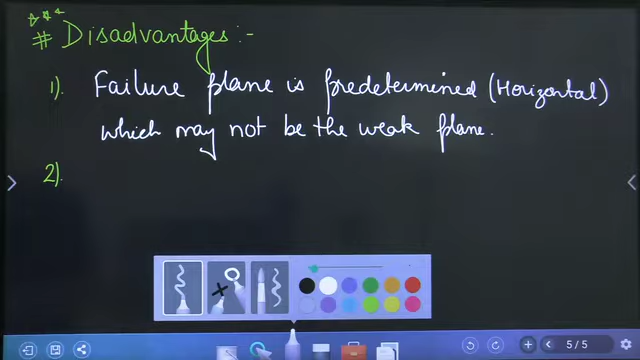 # Disadvantages :-
1). Failure plane is predetermined (Horizontal)
which may not be the weak plane.
2).
5/5